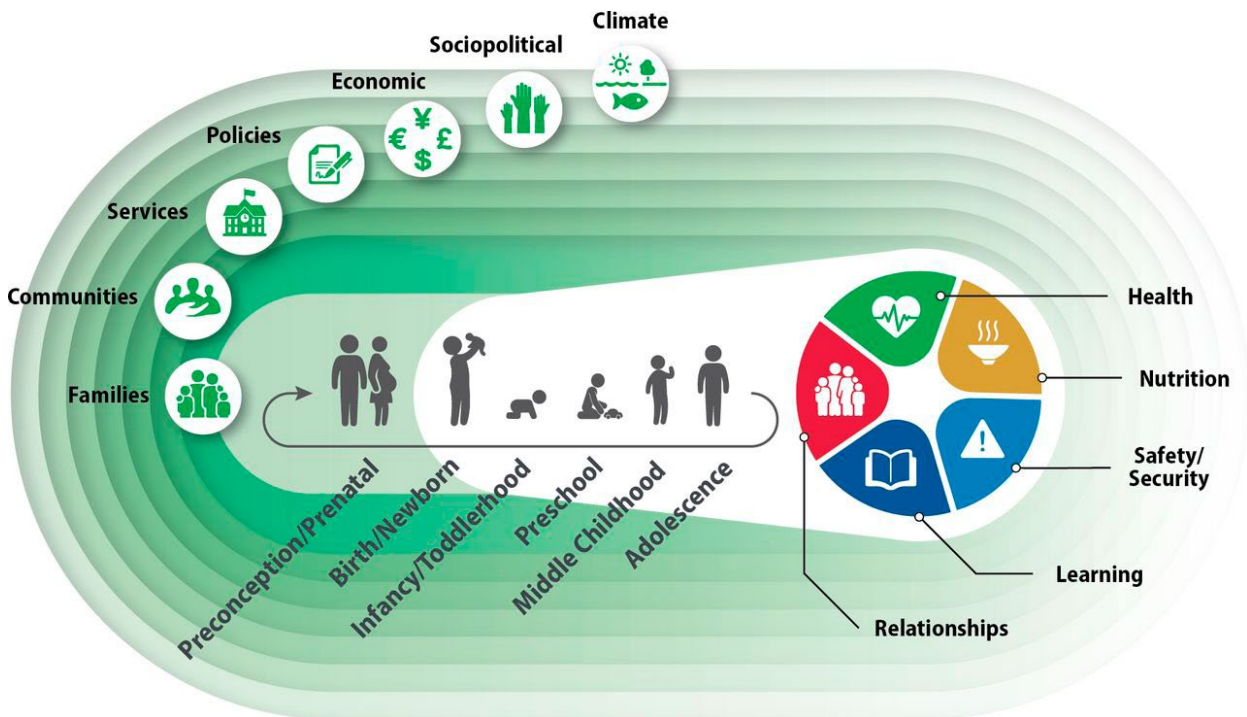 Climate
Sociopolitical
Economic
Policies
Services
Communities
Families
¥
€ £
$
Preconception/Prenatal
Birth/Newborn
Infancy/Toddlerhood
Preschool
Middle Childhood
Adolescence
Health
Nutrition
Safety/
Security
Learning
Relationships